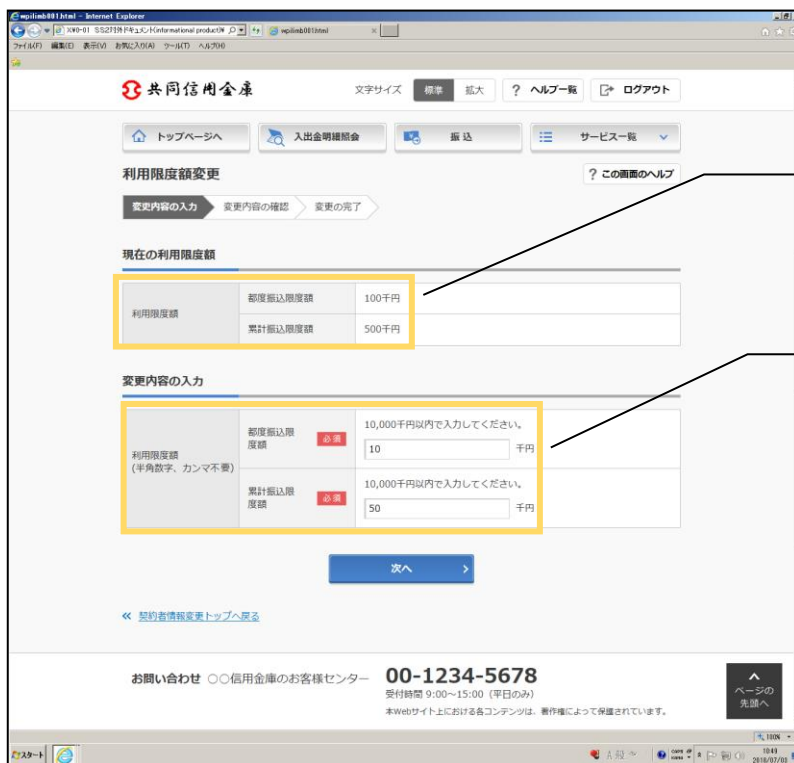 wpilimb001.html - Internet Explorer
wpilimb001.html
ファイル(F) 編集(E) 表示(V) お気に入り(A) ツール(T) ヘルプ(H)
共同信用金庫
文字サイズ 標準 拡大 ? ヘルプ一覧 ログアウト
トップページへ 入出金明細照会 振込 サービス一覧
利用限度額変更
? この画面のヘルプ
変更内容の入力 変更内容の確認 変更の完了
現在の利用限度額
利用限度額
都度振込限度額 100千円
累計振込限度額 500千円
変更内容の入力
利用限度額
(半角数字、カンマ不要)
都度振込限
度額
必須
10,000千円以内で入力してください。
10 千円
累計振込限
度額
必須
10,000千円以内で入力してください。
50 千円
次へ
契約者情報変更トップへ戻る
お問い合わせ ○○信用金庫のお客様センター 00-1234-5678
受付時間 9:00～15:00（平日のみ）
本Webサイト上における各コンテンツは、著作権によって保護されています。
ページの
先頭へ
100%
スタート
10:49
2018/07/03